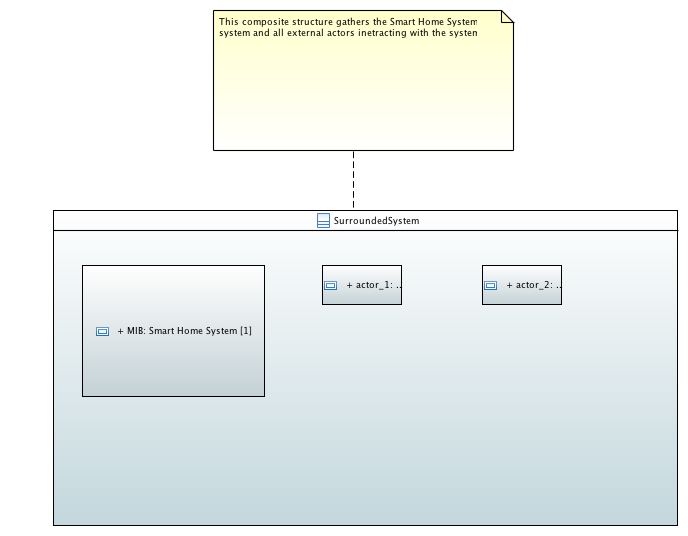 This composite structure gathers the Smart Home System
system and all external actors inetracting with the systen
SurroundedSystem
+ MIB: Smart Home System [1]
+ actor_1: ..
+ actor_2: ..